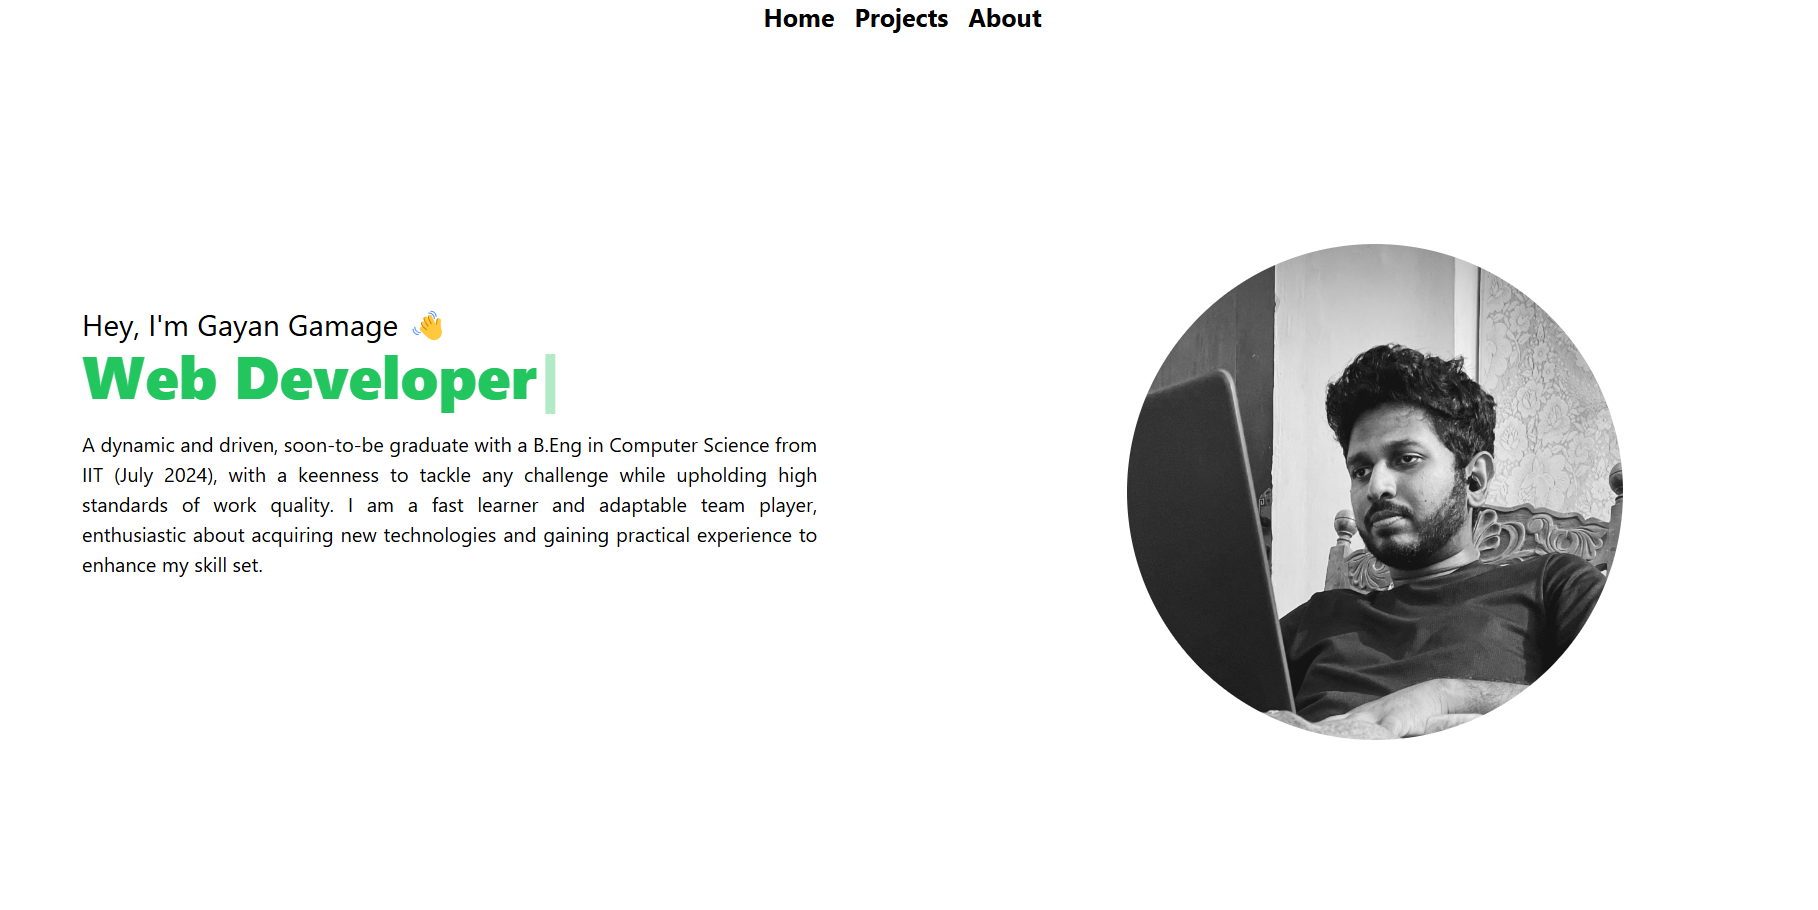 Home Projects About
Hey, I'm Gayan Gamage 👋
Web Developer|
A dynamic and driven, soon-to-be graduate with a B.Eng in Computer Science from
IIT (July 2024), with a keenness to tackle any challenge while upholding high
standards of work quality. I am a fast learner and adaptable team player,
enthusiastic about acquiring new technologies and gaining practical experience to
enhance my skill set.